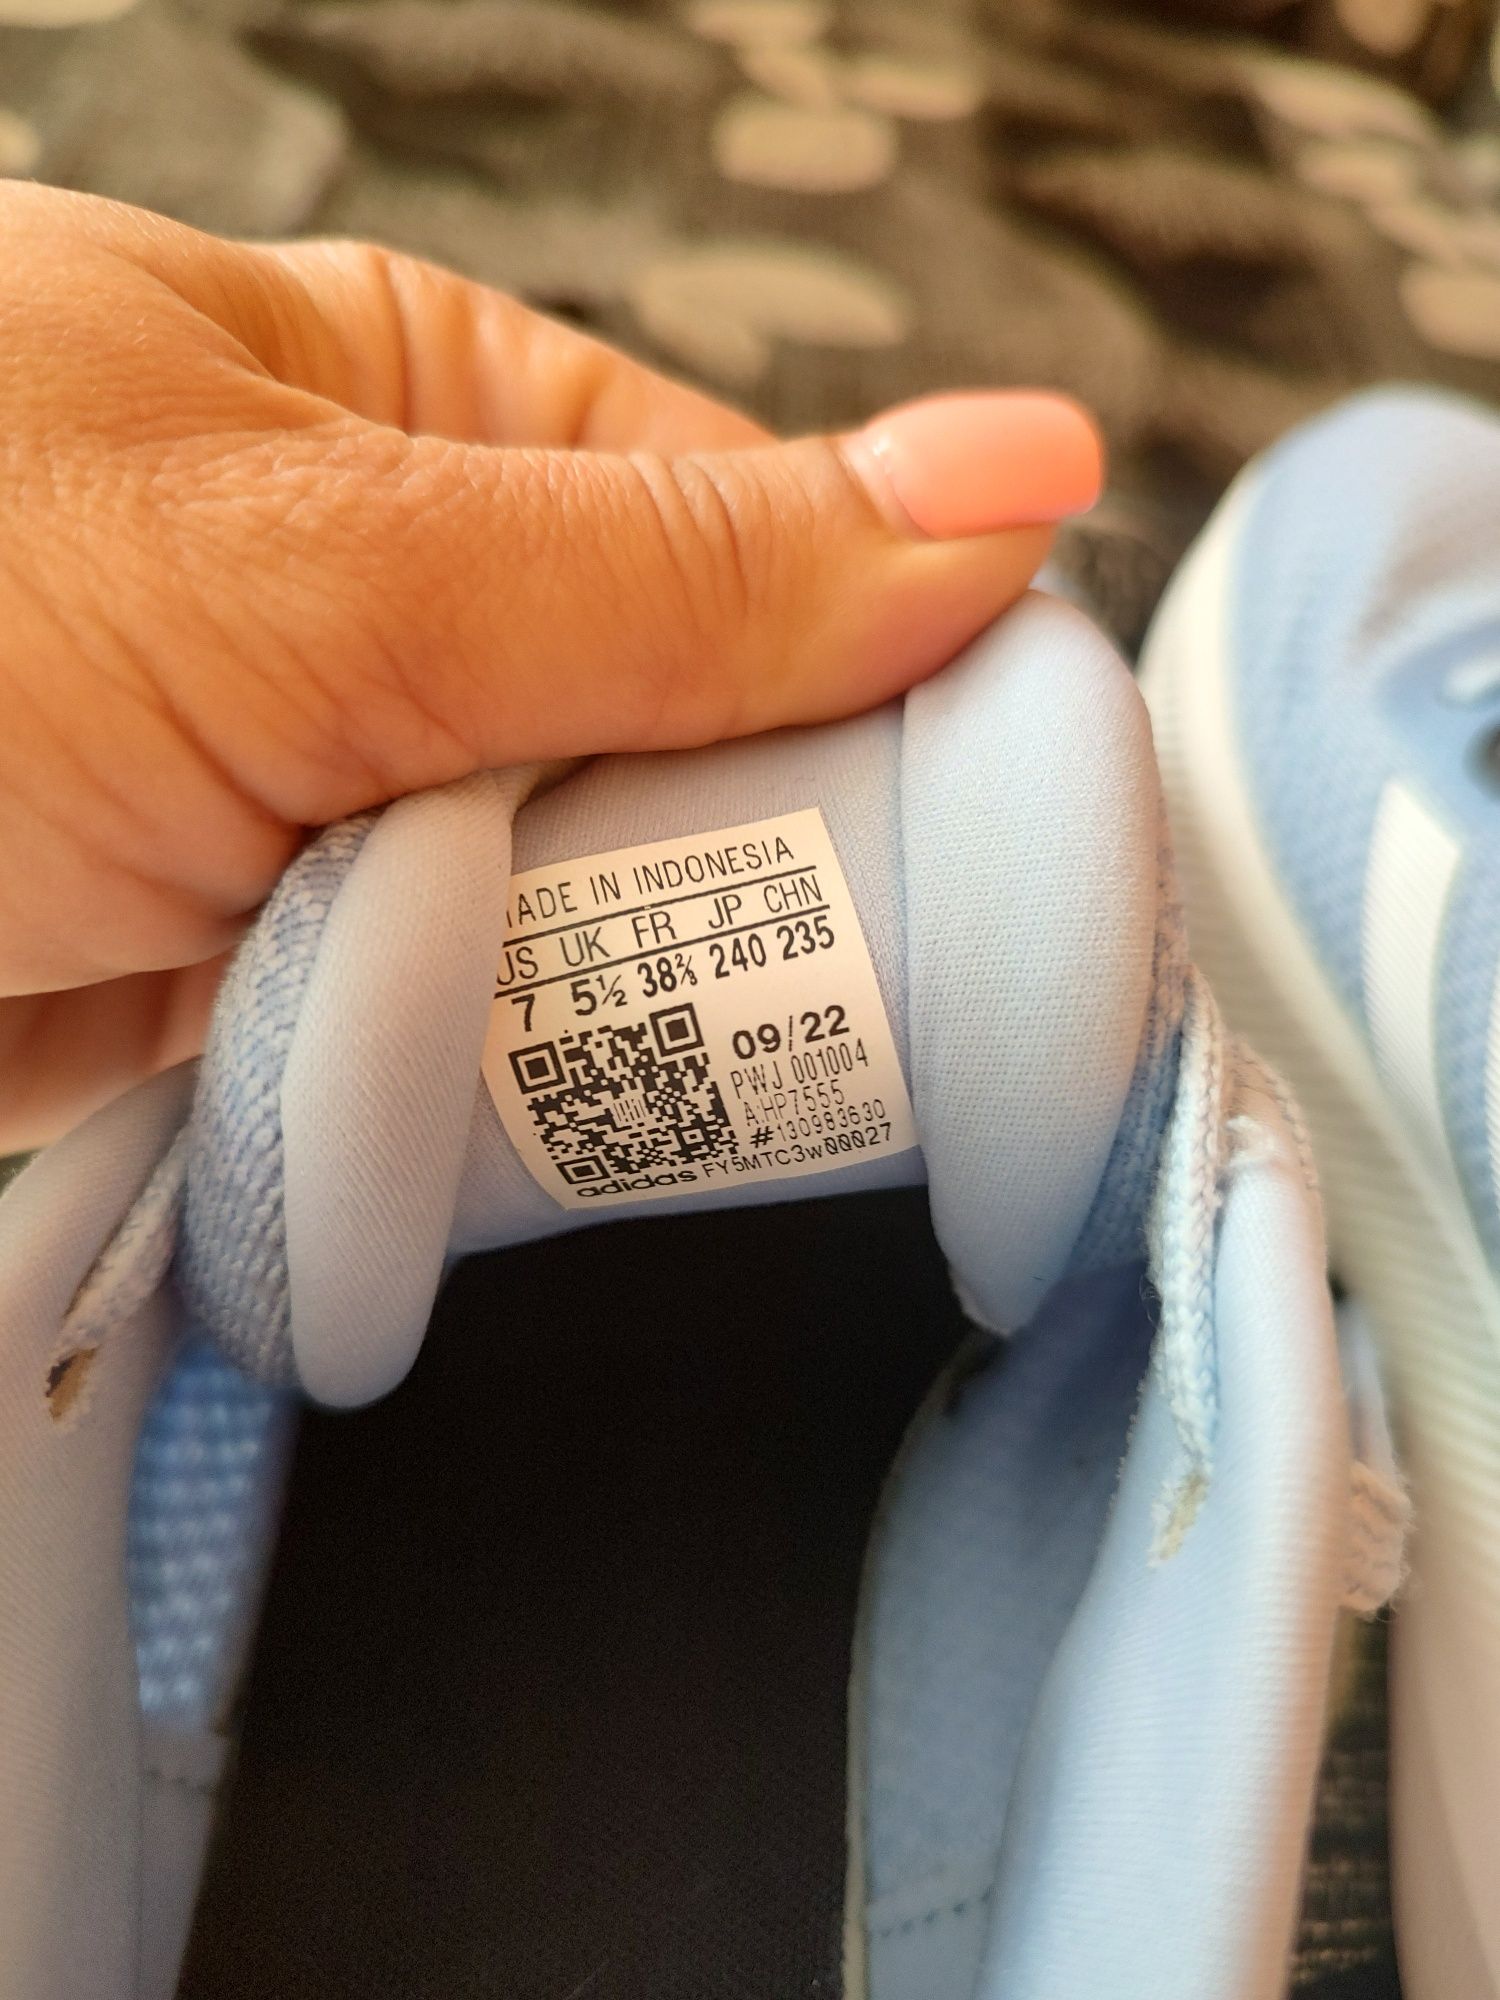 MADE IN INDONESIA
US UK FR JP CHN
7 5½ 38⅔ 240 235
09/22
PWJ 001004
A:HP7555
#130983630
adidas FY5MTC3w00027